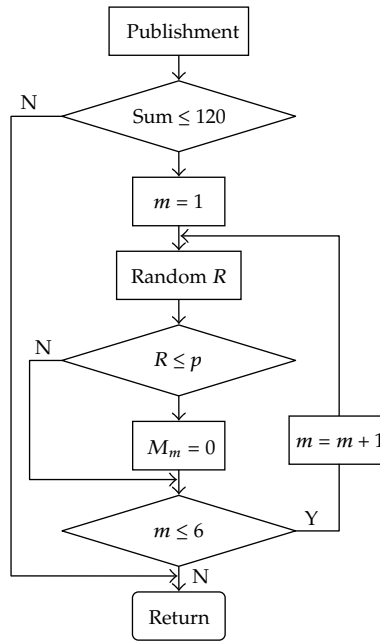 Publishment
N
Sum ≤ 120
m = 1
Random R
N
R ≤ p
M_m = 0
m = m + 1
m ≤ 6
Y
N
Return